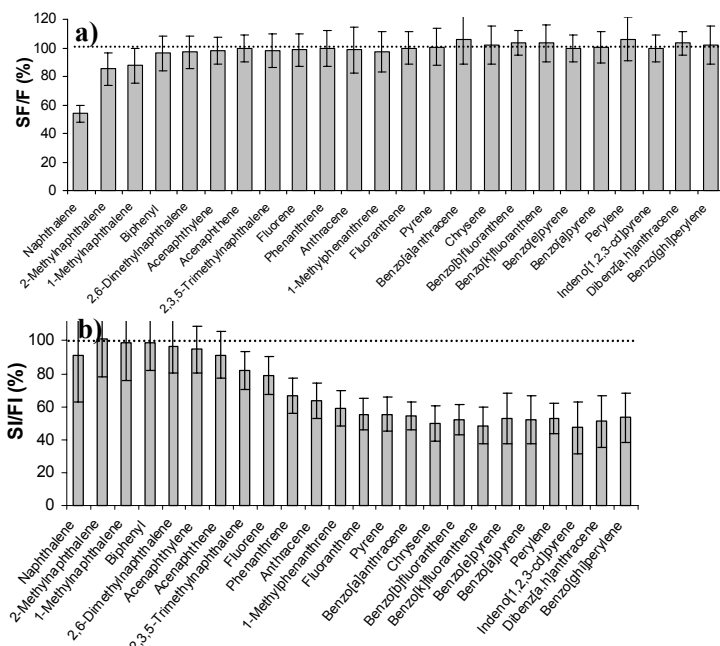 a)
SF/F (%)
120
100
80
60
40
20
0
Naphthalene
2-Methylnaphthalene
1-Methylnaphthalene
Biphenyl
2,6-Dimethylnaphthalene
Acenaphthylene
Acenaphthene
2,3,5-Trimethylnaphthalene
Fluorene
Phenanthrene
Anthracene
1-Methylphenanthrene
Fluoranthene
Pyrene
Benzo[a]anthracene
Chrysene
Benzo[b]fluoranthene
Benzo[k]fluoranthene
Benzo[e]pyrene
Benzo[a]pyrene
Perylene
Indeno[1,2,3-cd]pyrene
Dibenz[a,h]anthracene
Benzo[ghi]perylene
b)
SI/FI (%)
100
80
60
40
20
0
Naphthalene
2-Methylnaphthalene
1-Methylnaphthalene
Biphenyl
2,6-Dimethylnaphthalene
Acenaphthylene
Acenaphthene
2,3,5-Trimethylnaphthalene
Fluorene
Phenanthrene
Anthracene
1-Methylphenanthrene
Fluoranthene
Pyrene
Benzo[a]anthracene
Chrysene
Benzo[b]fluoranthene
Benzo[k]fluoranthene
Benzo[e]pyrene
Benzo[a]pyrene
Perylene
Indeno[1,2,3-cd]pyrene
Dibenz[a,h]anthracene
Benzo[ghi]perylene